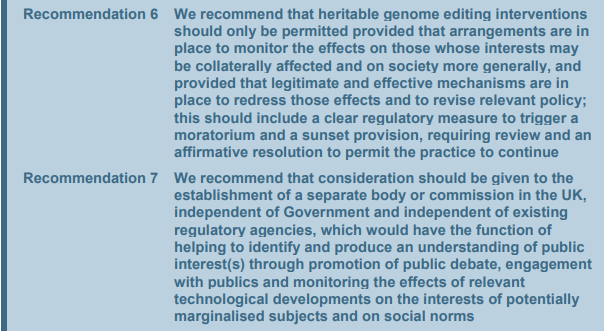 Recommendation 6 We recommend that heritable genome editing interventions
should only be permitted provided that arrangements are in
place to monitor the effects on those whose interests may
be collaterally affected and on society more generally, and
provided that legitimate and effective mechanisms are in
place to redress those effects and to revise relevant policy;
this should include a clear regulatory measure to trigger a
moratorium and a sunset provision, requiring review and an
affirmative resolution to permit the practice to continue
Recommendation 7 We recommend that consideration should be given to the
establishment of a separate body or commission in the UK,
independent of Government and independent of existing
regulatory agencies, which would have the function of
helping to identify and produce an understanding of public
interest(s) through promotion of public debate, engagement
with publics and monitoring the effects of relevant
technological developments on the interests of potentially
marginalised subjects and on social norms